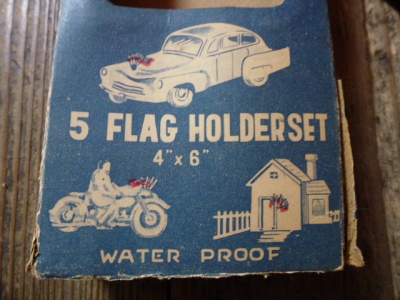 5 FLAG HOLDERSET
4" x 6"
WATER PROOF